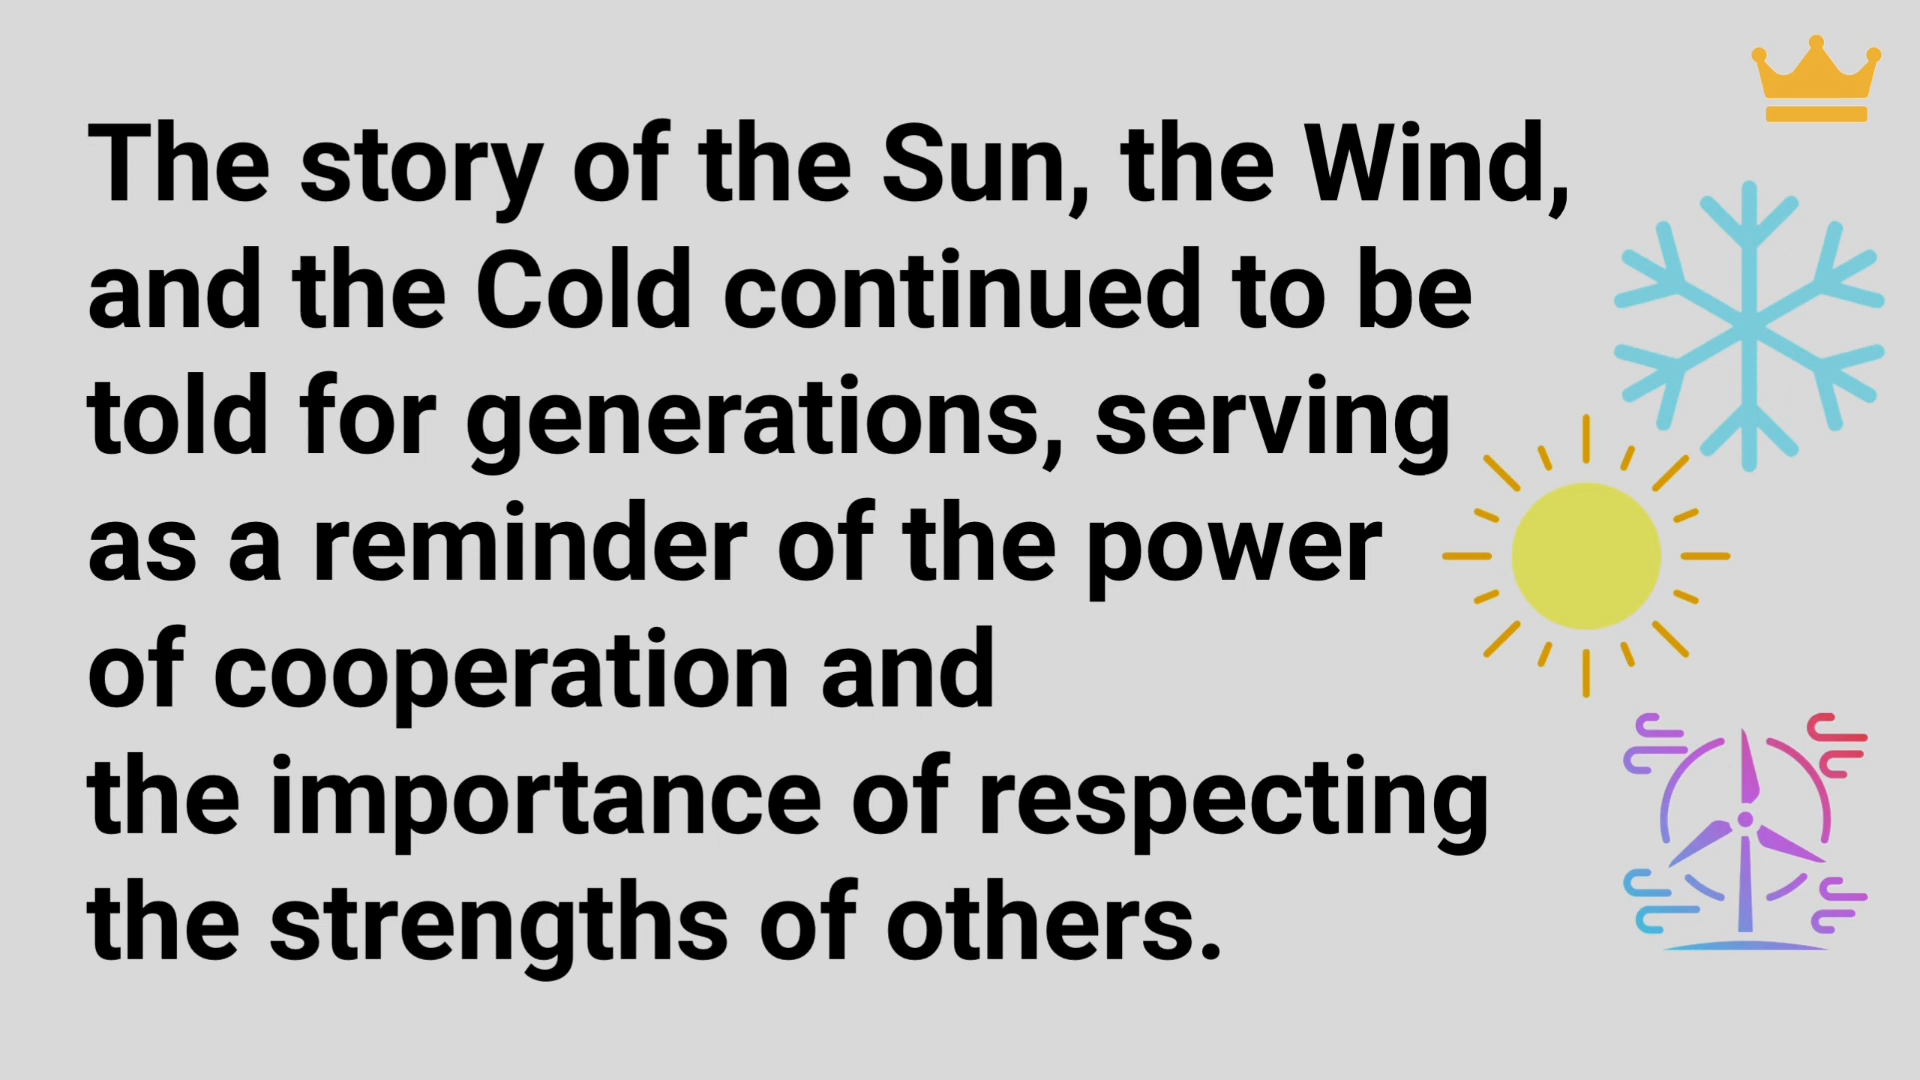 The story of the Sun, the Wind,
and the Cold continued to be
told for generations, serving
as a reminder of the power
of cooperation and
the importance of respecting
the strengths of others.